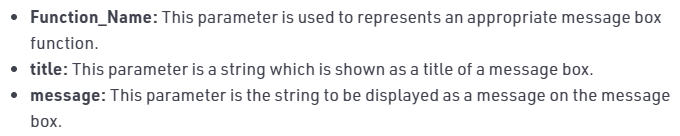 • Function_Name: This parameter is used to represents an appropriate message box
function.
• title: This parameter is a string which is shown as a title of a message box.
• message: This parameter is the string to be displayed as a message on the message
box.